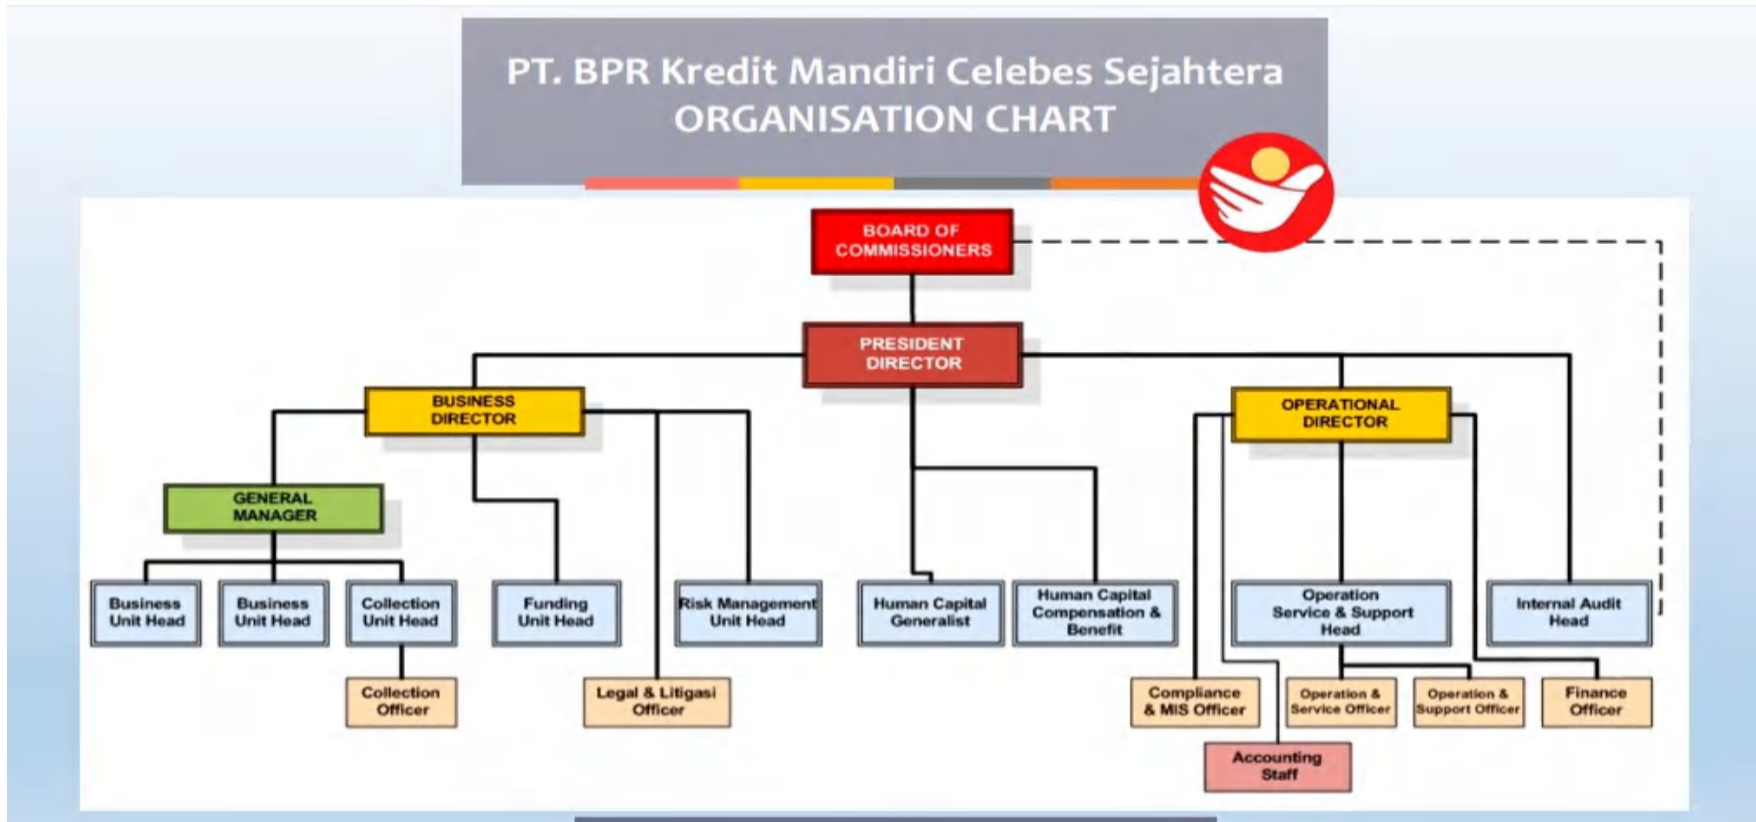 PT. BPR Kredit Mandiri Celebes Sejahtera
ORGANISATION CHART
BOARD OF
COMMISSIONERS
PRESIDENT
DIRECTOR
BUSINESS
DIRECTOR
OPERATIONAL
DIRECTOR
GENERAL
MANAGER
Business
Unit Head
Business
Unit Head
Collection
Unit Head
Funding
Unit Head
Risk Management
Unit Head
Human Capital
Generalist
Human Capital
Compensation &
Benefit
Operation
Service & Support
Head
Internal Audit
Head
Collection
Officer
Legal & Litigasi
Officer
Compliance
& MIS Officer
Operation &
Service Officer
Operation &
Support Officer
Finance
Officer
Accounting
Staff